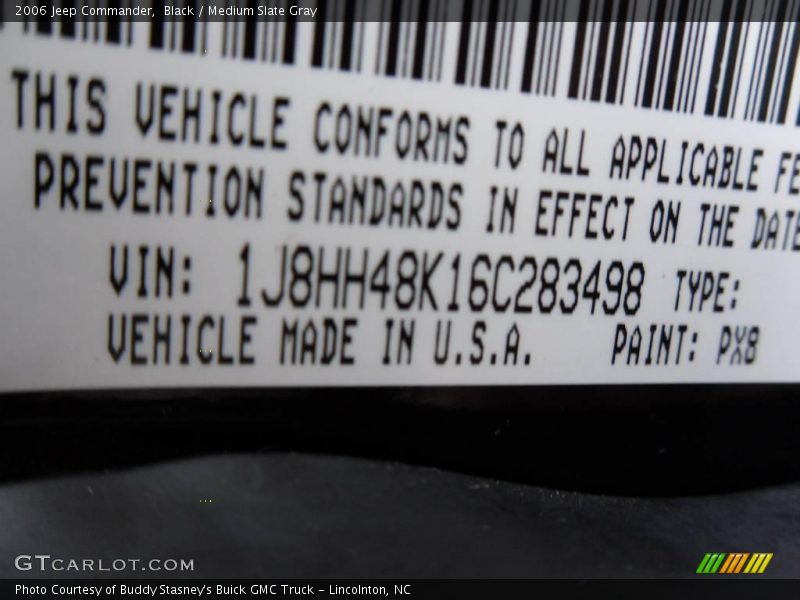 2006 Jeep Commander,  Black / Medium Slate Gray
THIS VEHICLE CONFORMS TO ALL APPLICABLE
PREVENTION STANDARDS IN EFFECT ON THE DATE
VIN: 1J8HH48K16C283498 TYPE:
VEHICLE MADE IN U.S.A. PAINT: PX8
GTCARLOT.COM
Photo Courtesy of Buddy Stasney's Buick GMC Truck - Lincolnton, NC